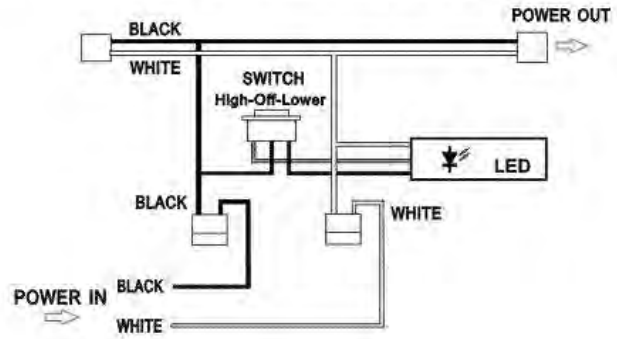 POWER OUT
BLACK
WHITE
SWITCH
High-Off-Lower
LED
BLACK
WHITE
BLACK
POWER IN
WHITE